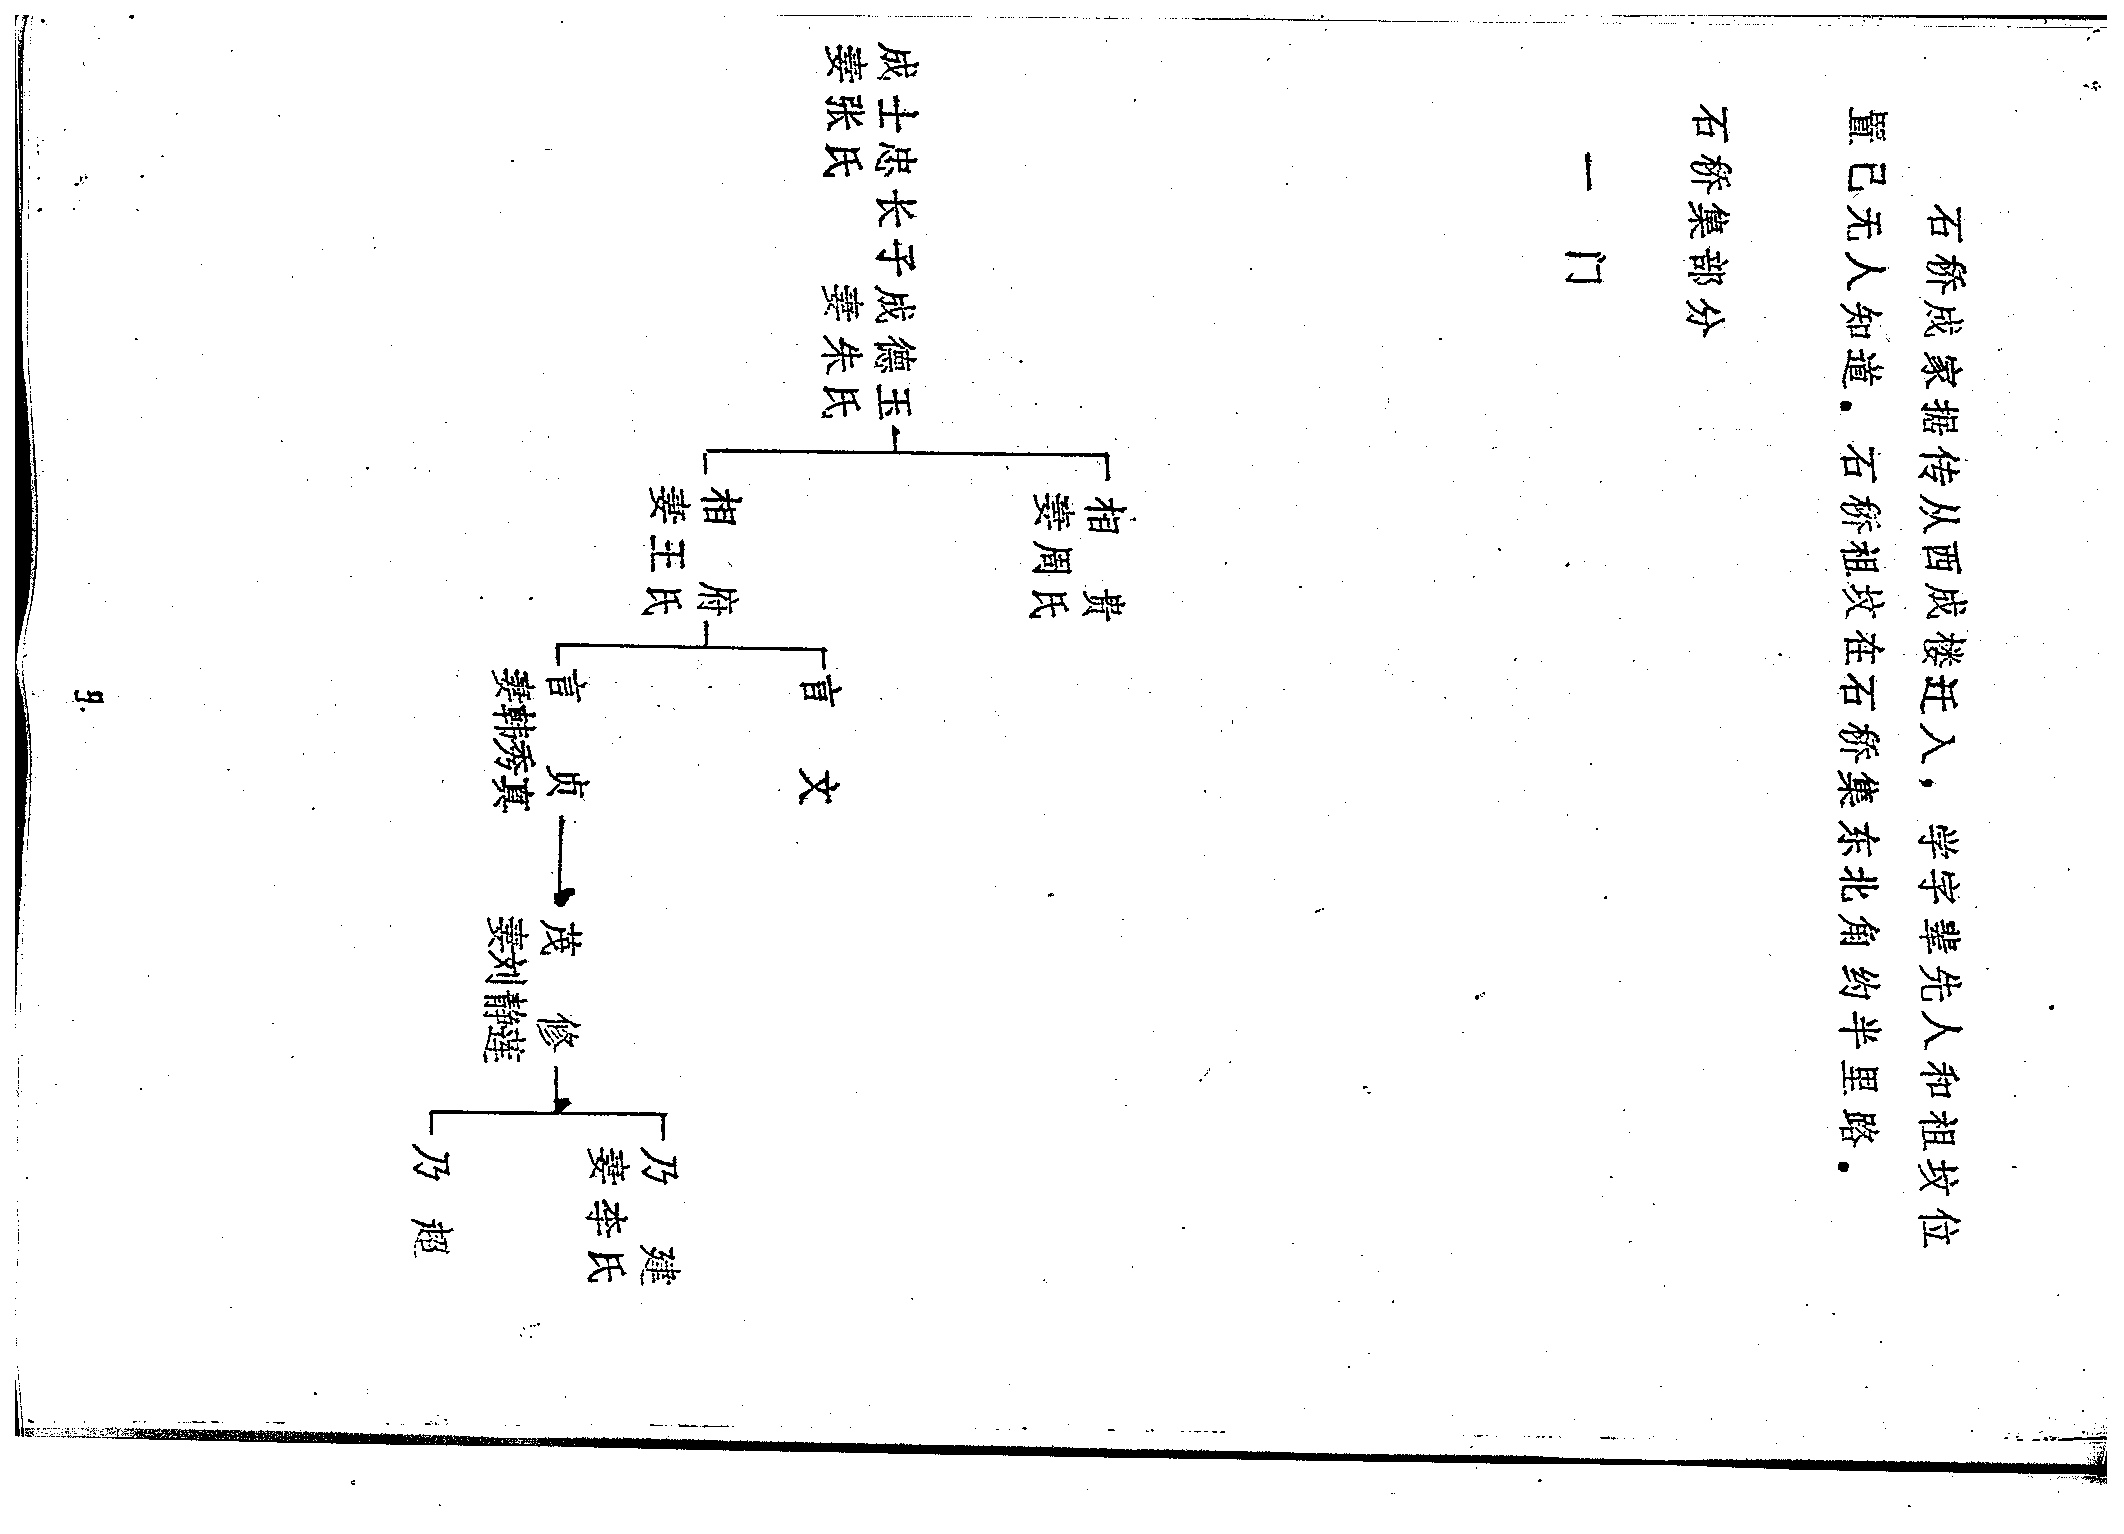 石桥成家据传从西成楼迁入，学字辈先人和祖坟位
置已无人知道．石桥祖坟在石桥集东北角约半里路．
石桥集部分
一门
成士忠长子成德玉
妻张氏 妻朱氏
相贵
妻周氏
相府
妻王氏
言文
言贞
妻韩秀真
茂修
妻刘静莲
乃建
妻李氏
乃超
9.